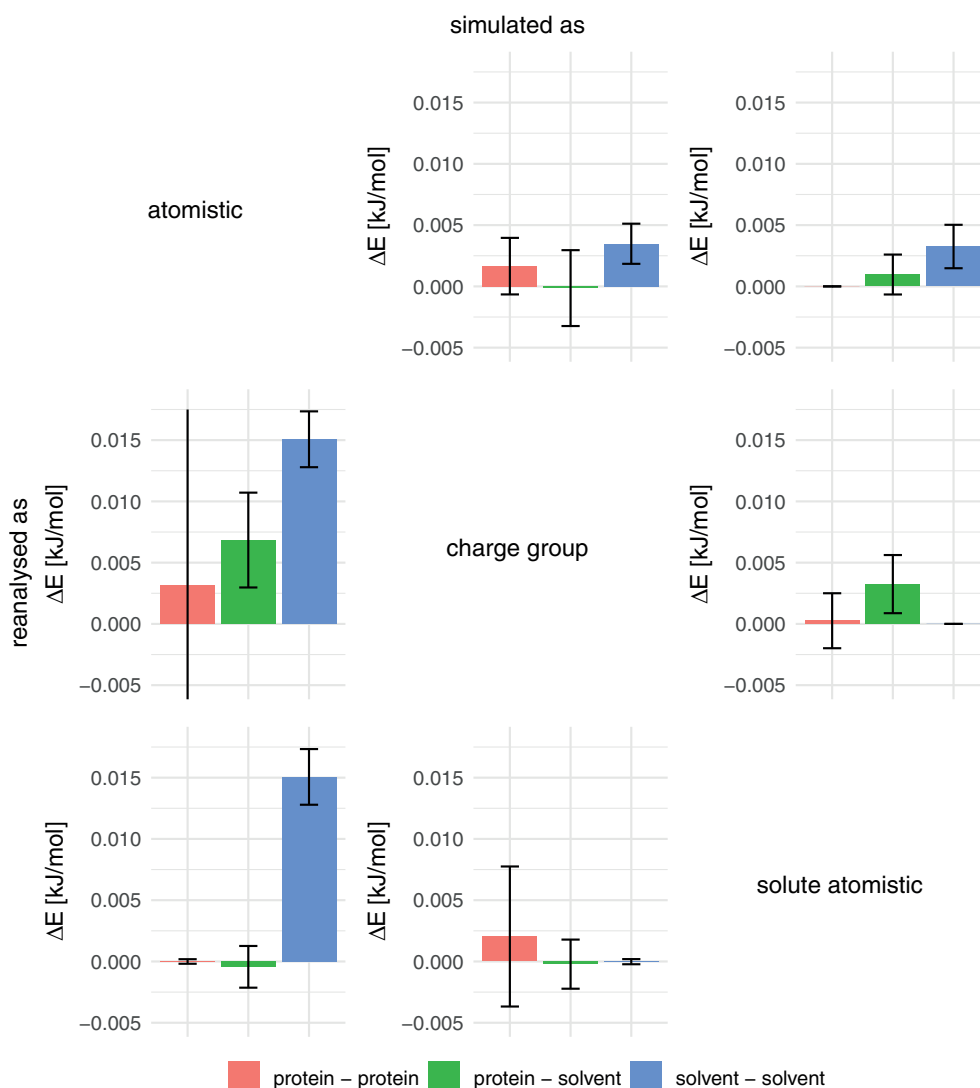 simulated as
atomistic
ΔE [kJ/mol]
0.015
0.010
0.005
0.000
−0.005
ΔE [kJ/mol]
0.015
0.010
0.005
0.000
−0.005
reanalysed as
ΔE [kJ/mol]
0.015
0.010
0.005
0.000
−0.005
charge group
ΔE [kJ/mol]
0.015
0.010
0.005
0.000
−0.005
ΔE [kJ/mol]
0.015
0.010
0.005
0.000
−0.005
ΔE [kJ/mol]
0.015
0.010
0.005
0.000
−0.005
solute atomistic
protein − protein protein − solvent solvent − solvent